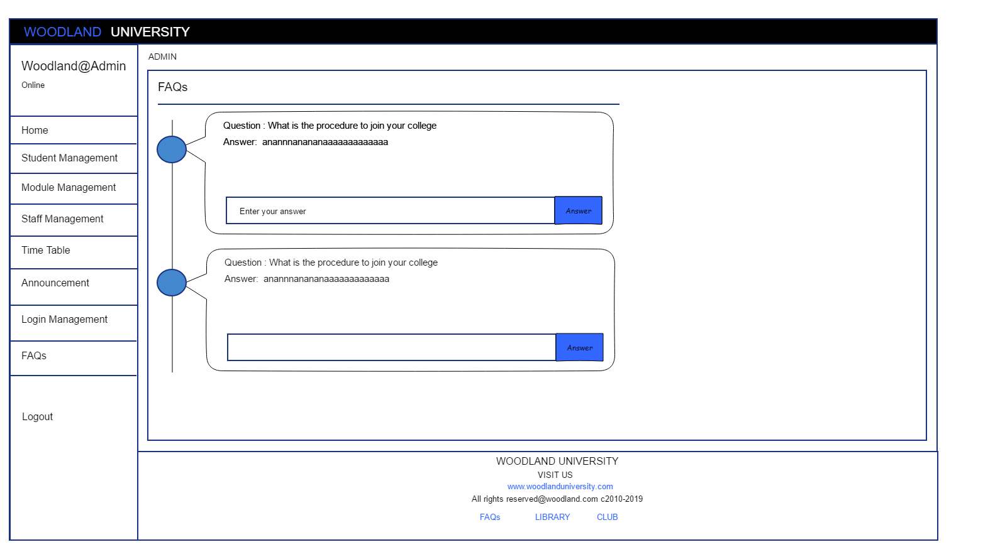 WOODLAND UNIVERSITY
Woodland@Admin
Online
Home
Student Management
Module Management
Staff Management
Time Table
Announcement
Login Management
FAQs
Logout
ADMIN
FAQs
Question : What is the procedure to join your college
Answer: anannnanananaaaaaaaaaaaaa
Enter your answer
Answer
Question : What is the procedure to join your college
Answer: anannnanananaaaaaaaaaaaaa
Answer
WOODLAND UNIVERSITY
VISIT US
www.woodlanduniversity.com
All rights reserved@woodland.com c2010-2019
FAQs LIBRARY CLUB